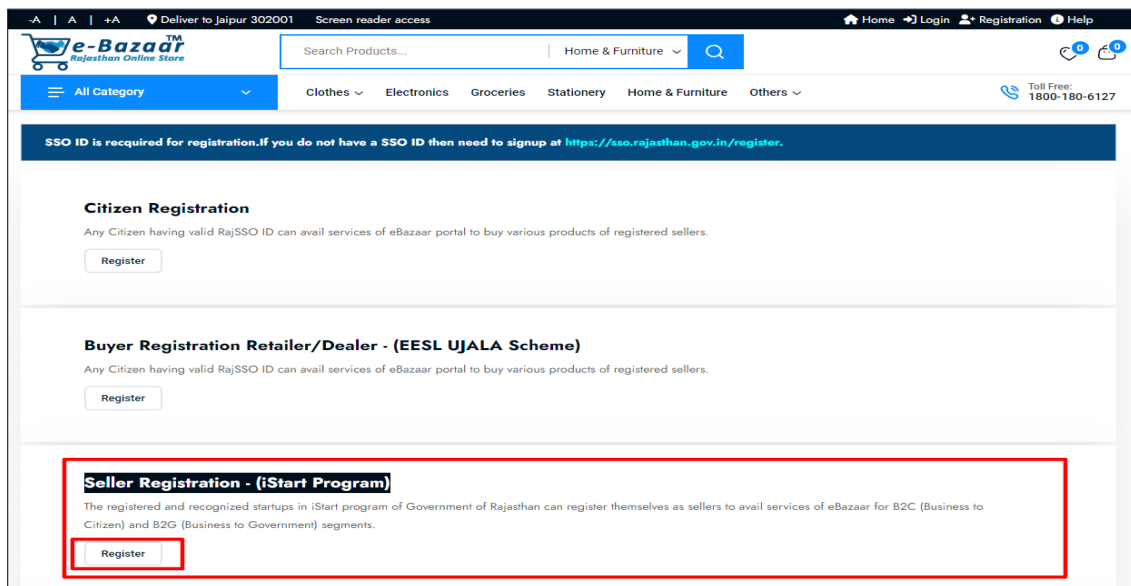 -A | A | +A Deliver to Jaipur 302001 Screen reader access Home Login Registration Help
e-Bazaar TM
Rajasthan Online Store
Search Products... Home & Furniture 0 0
All Category Clothes Electronics Groceries Stationery Home & Furniture Others Toll Free:
1800-180-6127
SSO ID is recquired for registration.If you do not have a SSO ID then need to signup at https://sso.rajasthan.gov.in/register.
Citizen Registration
Any Citizen having valid RajSSO ID can avail services of eBazaar portal to buy various products of registered sellers.
Register
Buyer Registration Retailer/Dealer - (EESL UJALA Scheme)
Any Citizen having valid RajSSO ID can avail services of eBazaar portal to buy various products of registered sellers.
Register
Seller Registration - (iStart Program)
The registered and recognized startups in iStart program of Government of Rajasthan can register themselves as sellers to avail services of eBazaar for B2C (Business to
Citizen) and B2G (Business to Government) segments.
Register